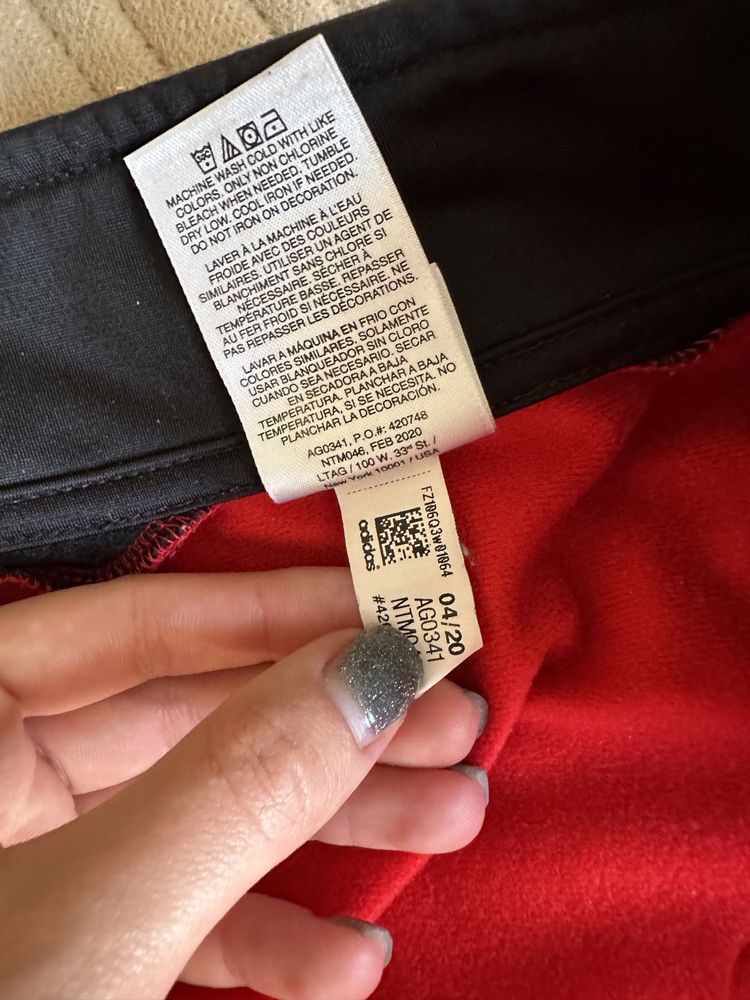 MACHINE WASH COLD WITH LIKE
COLORS, ONLY NON CHLORINE
BLEACH WHEN NEEDED, TUMBLE
DRY LOW. COOL IRON IF NEEDED.
DO NOT IRON ON DECORATION.
LAVER À LA MACHINE À L'EAU
FROIDE AVEC DES COULEURS
SIMILAIRES, UTILISER UN AGENT DE
BLANCHIMENT SANS CHLORE SI
NÉCESSAIRE. SÉCHER À
TEMPÉRATURE BASSE, REPASSER
AU FER FROID SI NÉCESSAIRE. NE
PAS REPASSER LES DÉCORATIONS.
LAVAR A MÁQUINA EN FRIO CON
COLORES SIMILARES, SOLAMENTE
USAR BLANQUEADOR SIN CLORO
CUANDO SEA NECESARIO. SECAR
EN SECADORA A BAJA
TEMPERATURA. PLANCHAR A BAJA
TEMPERATURA, SI SE NECESITA. NO
PLANCHAR LA DECORACIÓN.
AG0341, P.O.#: 420748
NTM046, FEB 2020
LTAG / 100 W. 33rd St. /
New York 10001 / USA
FZ106Q3W01064
adidas
04/20
AG0341
NTM04
#42